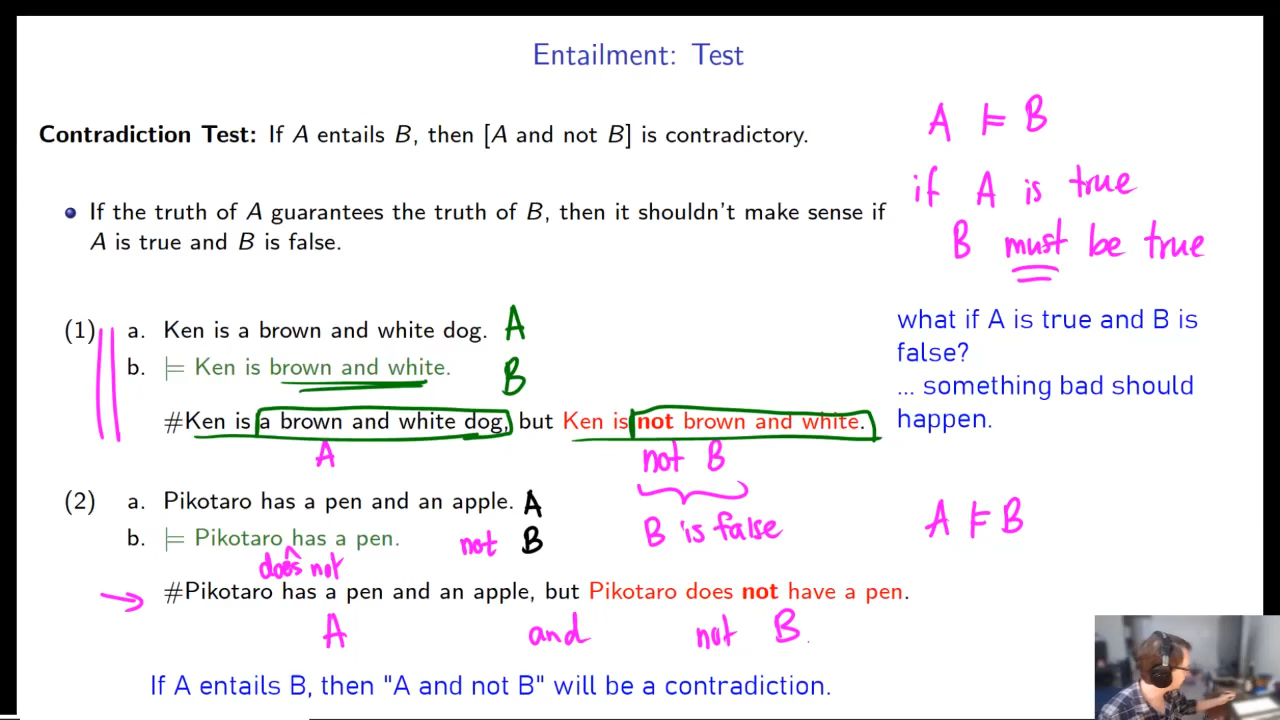 Entailment: Test
Contradiction Test: If A entails B, then [A and not B] is contradictory.
If the truth of A guarantees the truth of B, then it shouldn't make sense if
A is true and B is false.
(1) a. Ken is a brown and white dog. A
b. ⊨ Ken is brown and white. B
#Ken is a brown and white dog, but Ken is not brown and white.
A not B
B is false
(2) a. Pikotaro has a pen and an apple. A
b. ⊨ Pikotaro ^ has a pen. not B
does not
#Pikotaro has a pen and an apple, but Pikotaro does not have a pen.
A and not B.
If A entails B, then "A and not B" will be a contradiction.
A ⊨ B
if A is true
B must be true
what if A is true and B is
false?
... something bad should
happen.
A ⊨ B